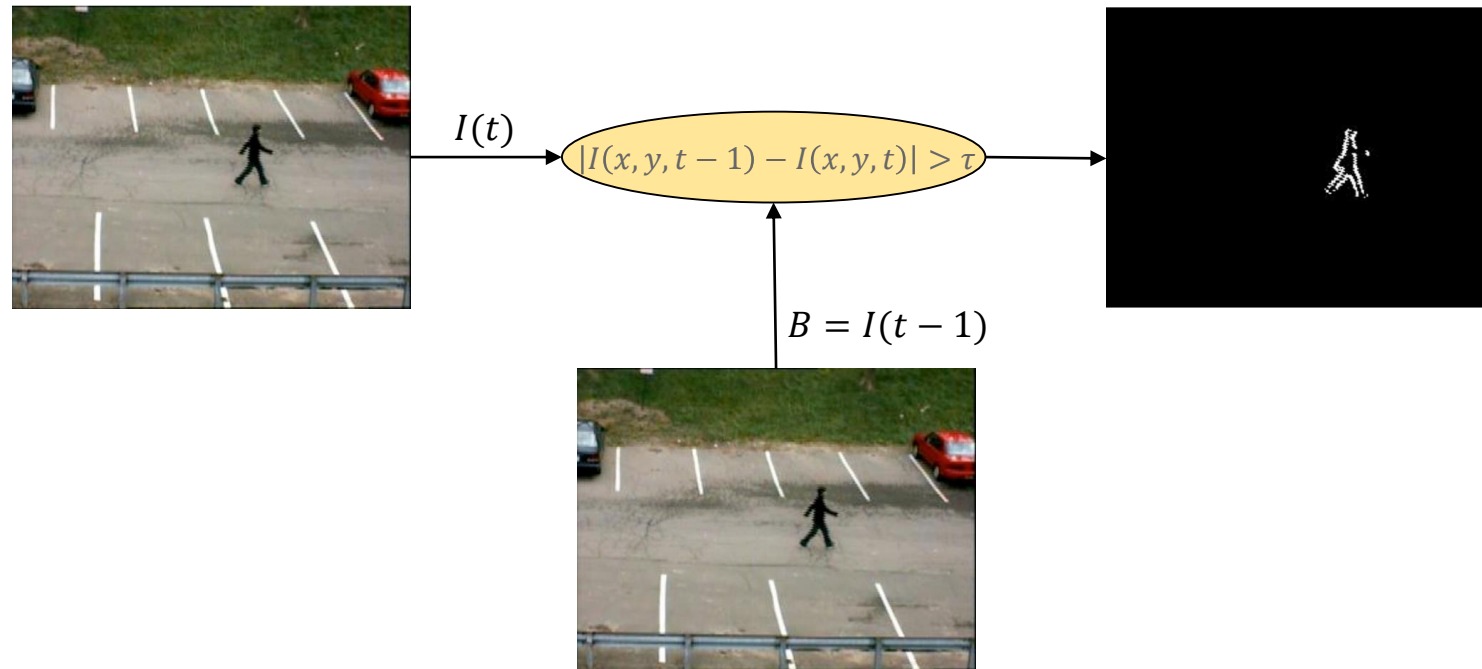 I(t)
|I(x, y, t − 1) − I(x, y, t)| > τ
B = I(t − 1)